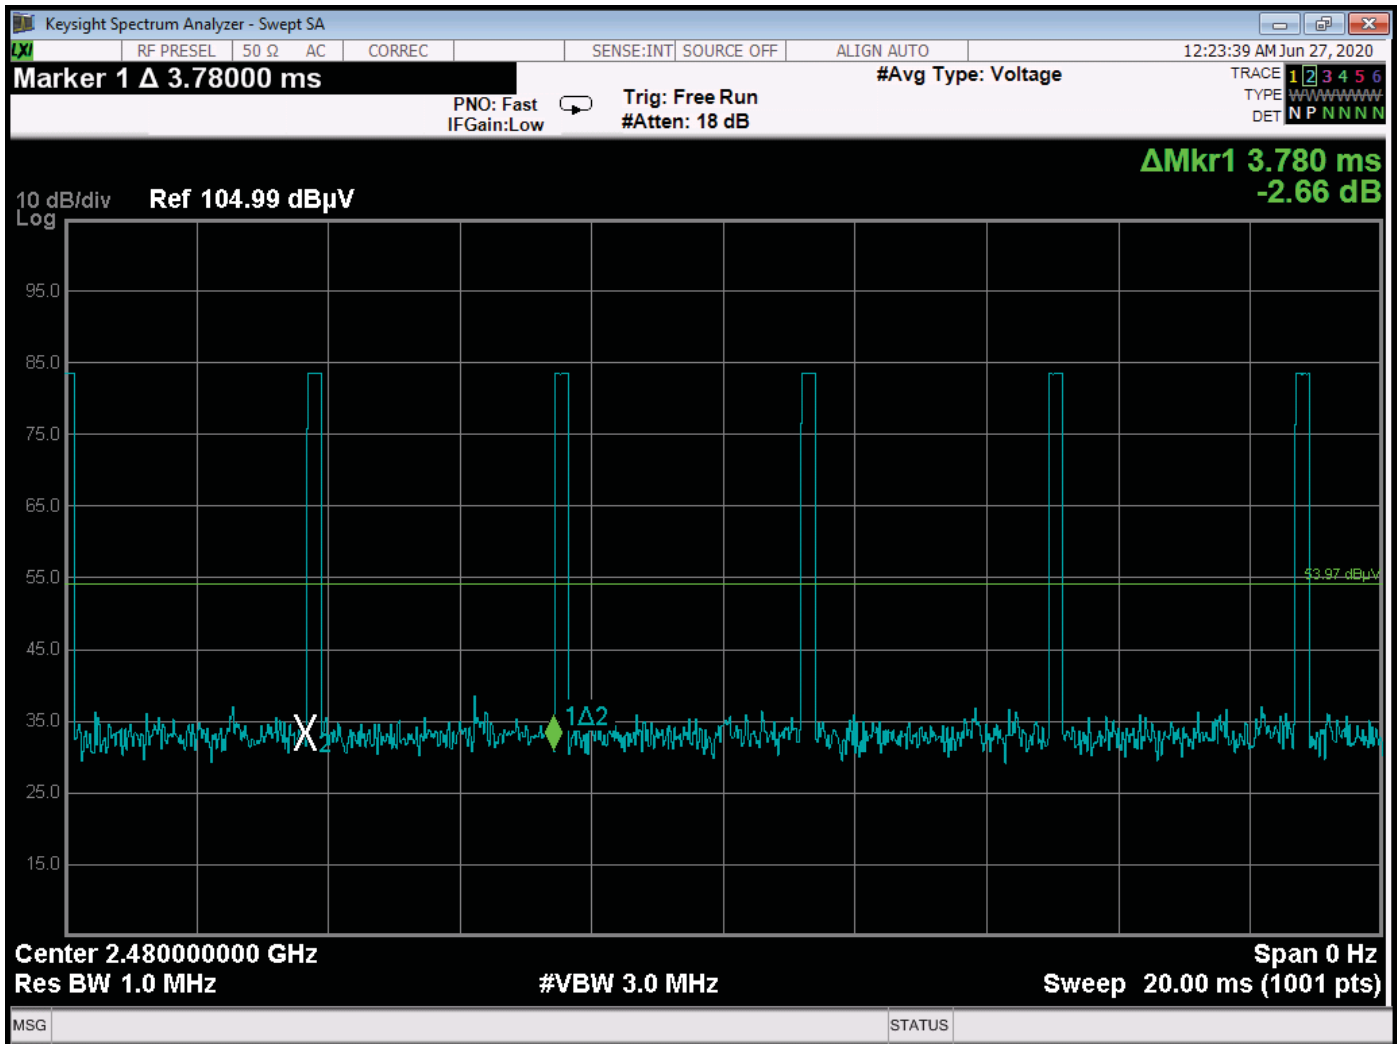 Keysight Spectrum Analyzer - Swept SA
LXI RF PRESEL 50 Ω AC CORREC SENSE:INT SOURCE OFF ALIGN AUTO 12:23:39 AM Jun 27, 2020
Marker 1 Δ 3.78000 ms
#Avg Type: Voltage
TRACE 1 2 3 4 5 6
PNO: Fast
Trig: Free Run
TYPE WWWWWW
IFGain:Low
#Atten: 18 dB
DET N P N N N N
ΔMkr1 3.780 ms
-2.66 dB
10 dB/div
Ref 104.99 dBµV
Log
95.0
85.0
75.0
65.0
55.0
53.97 dBµV
45.0
35.0
1Δ2
2
25.0
15.0
Center 2.480000000 GHz
Span 0 Hz
Res BW 1.0 MHz
#VBW 3.0 MHz
Sweep 20.00 ms (1001 pts)
MSG
STATUS